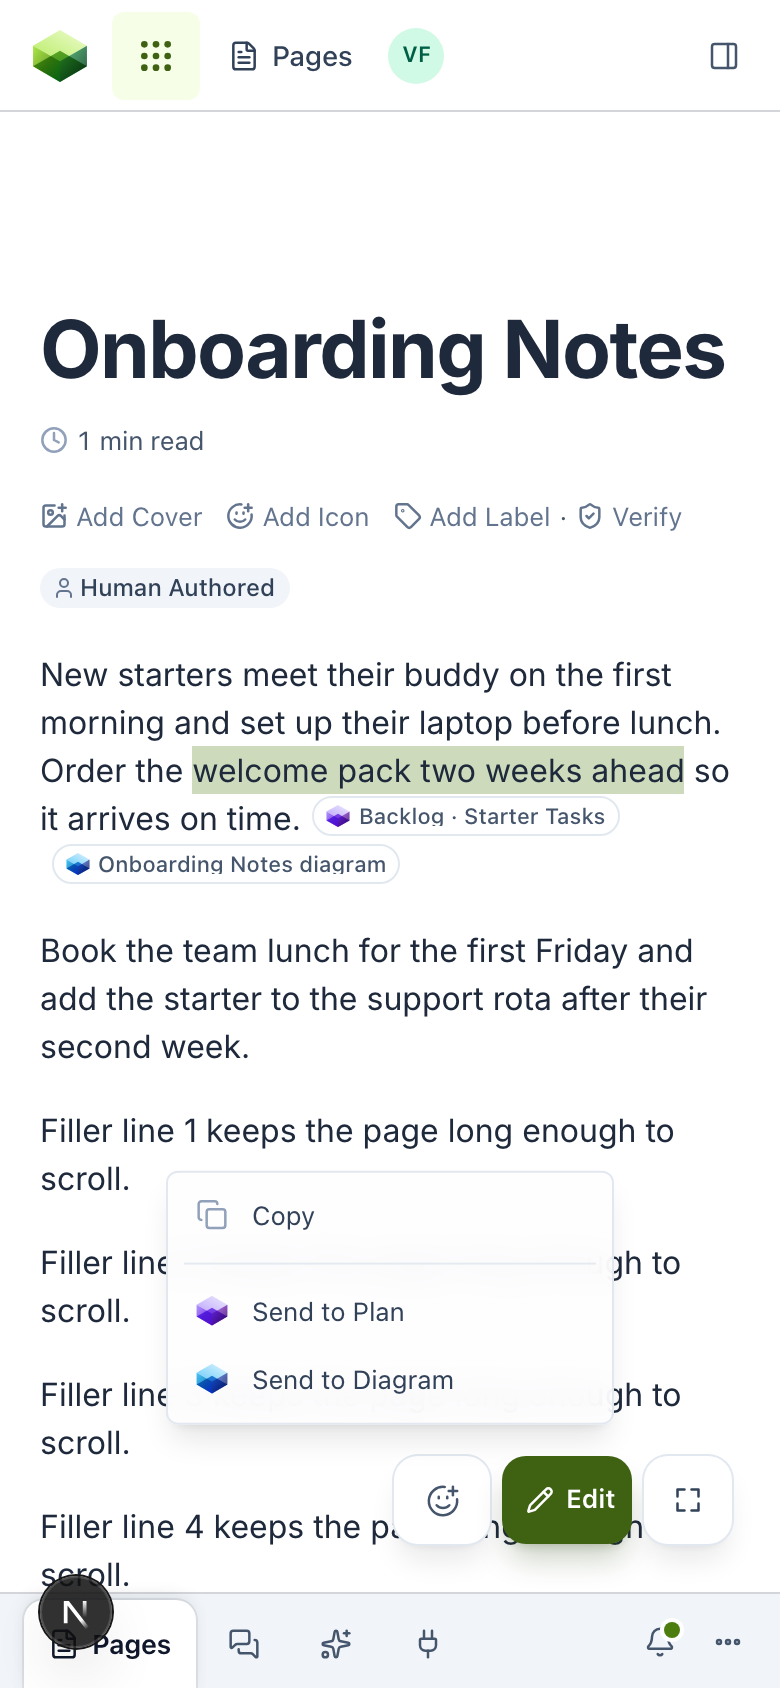 Pages
VF
Onboarding Notes
1 min read
Add Cover
Add Icon
Add Label · Verify
Human Authored
New starters meet their buddy on the first
morning and set up their laptop before lunch.
Order the welcome pack two weeks ahead so
it arrives on time. Backlog · Starter Tasks
Onboarding Notes diagram
Book the team lunch for the first Friday and
add the starter to the support rota after their
second week.
Filler line 1 keeps the page long enough to
scroll.
Copy
Filler line
to
scroll.
Send to Plan
Send to Diagram
Filler line
to
scroll.
Edit
Filler line 4 keeps the
scroll.
N
Pages